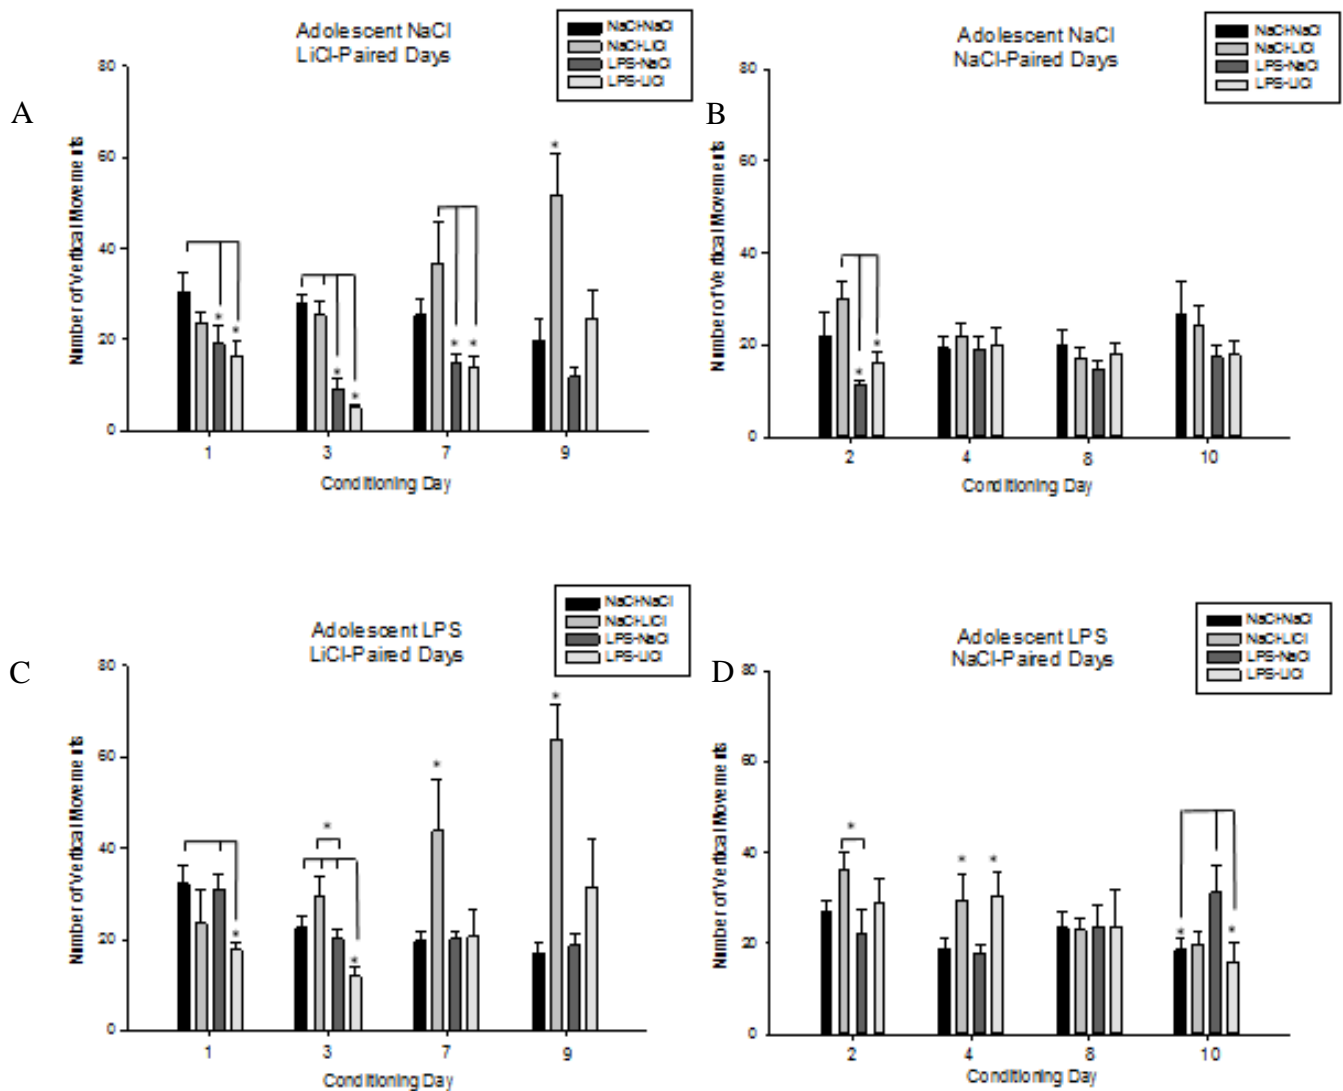 A
Adolescent NaCl
LiCl-Paired Days
NaCl-NaCl
NaCl-LiCl
LPS-NaCl
LPS-LiCl
Number of Vertical Movements
80
60
40
20
0
*
*
*
*
*
*
*
1
3
7
9
Conditioning Day
B
Adolescent NaCl
NaCl-Paired Days
NaCl-NaCl
NaCl-LiCl
LPS-NaCl
LPS-LiCl
Number of Vertical Movements
80
60
40
20
0
*
*
2
4
8
10
Conditioning Day
C
Adolescent LPS
LiCl-Paired Days
NaCl-NaCl
NaCl-LiCl
LPS-NaCl
LPS-LiCl
Number of Vertical Movements
80
60
40
20
0
*
*
*
*
*
1
3
7
9
Conditioning Day
D
Adolescent LPS
NaCl-Paired Days
NaCl-NaCl
NaCl-LiCl
LPS-NaCl
LPS-LiCl
Number of Vertical Movements
80
60
40
20
0
*
*
*
*
*
2
4
8
10
Conditioning Day